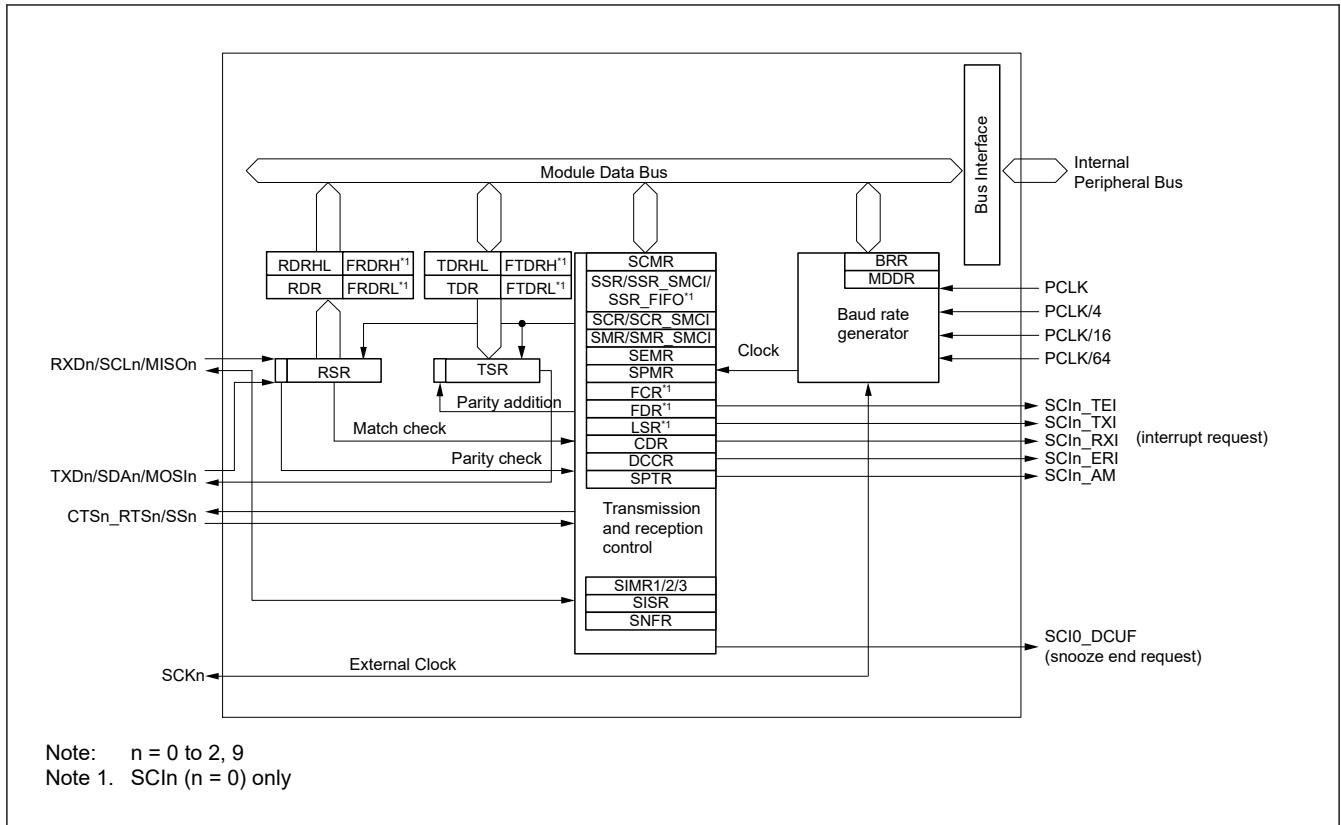 Module Data Bus
Bus Interface
Internal
Peripheral Bus
RDRHL FRDRH*1
RDR FRDRL*1
TDRHL FTDRH*1
TDR FTDRL*1
SCMR
SSR/SSR_SMCI/
SSR_FIFO*1
SCR/SCR_SMCI
SMR/SMR_SMCI
SEMR
SPMR
FCR*1
FDR*1
LSR*1
CDR
DCCR
SPTR
Transmission
and reception
control
SIMR1/2/3
SISR
SNFR
BRR
MDDR
Baud rate
generator
Clock
PCLK
PCLK/4
PCLK/16
PCLK/64
RXDn/SCLn/MISOn
RSR
TSR
Parity addition
Match check
Parity check
TXDn/SDAn/MOSIn
CTSn_RTSn/SSn
SCIn_TEI
SCIn_TXI
SCIn_RXI
(interrupt request)
SCIn_ERI
SCIn_AM
SCI0_DCUF
(snooze end request)
External Clock
SCKn
Note: n = 0 to 2, 9
Note 1. SCIn (n = 0) only